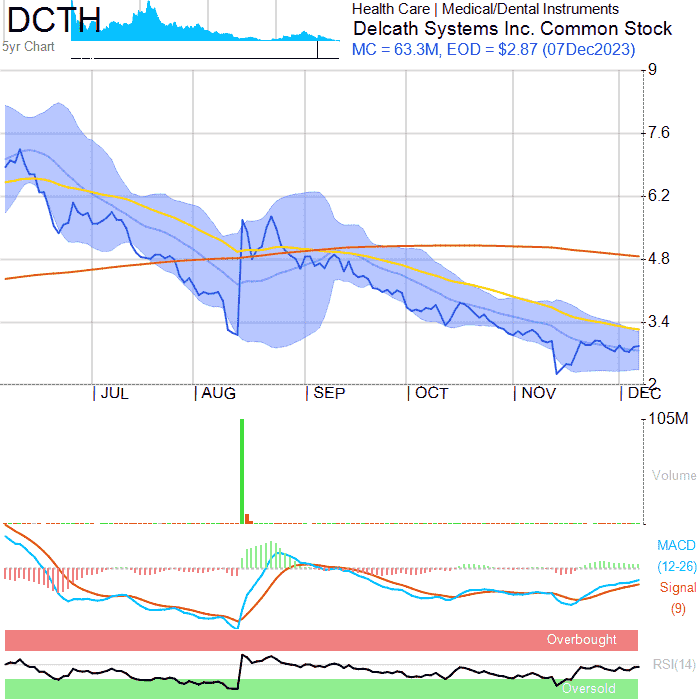 DCTH
5yr Chart
Health Care | Medical/Dental Instruments
Delcath Systems Inc. Common Stock
MC = 63.3M, EOD = $2.87 (07Dec2023)
9
7.6
6.2
4.8
3.4
2
JUL AUG SEP OCT NOV DEC
105M
Volume
MACD
(12-26)
Signal
(9)
Overbought
RSI(14)
Oversold